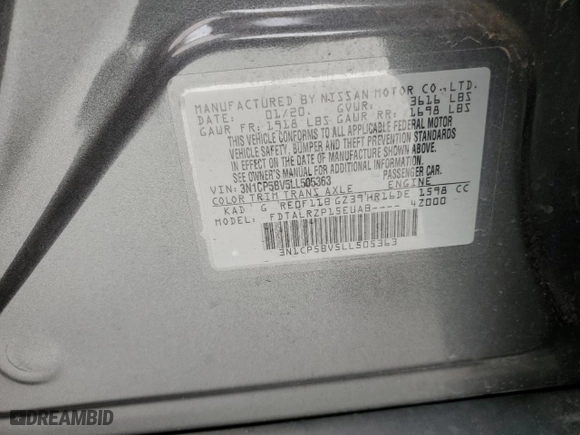 MANUFACTURED BY NISSAN MOTOR CO.,LTD.
DATE: 01/20. GVWR: 3616 LBS
GAUR FR: 1918 LBS GAUR RR: 1698 LBS
THIS VEHICLE CONFORMS TO ALL APPLICABLE FEDERAL MOTOR
VEHICLE SAFETY, BUMPER AND THEFT PREVENTION STANDARDS
IN EFFECT ON THE DATE OF MANUFACTURE SHOWN ABOVE.
SEE OWNER'S MANUAL FOR ADDITIONAL INFORMATION.
VIN: 3N1CP5BV5LL505363 PASSENGER CAR.
COLOR TRIM TRANS AXLE ENGINE
KAD G RE0F11B GZ39 HR16DE 1598 CC
MODEL: FDTALRZP15EUAB---- 4Z000
3N1CP5BV5LL505363
DREAMBID